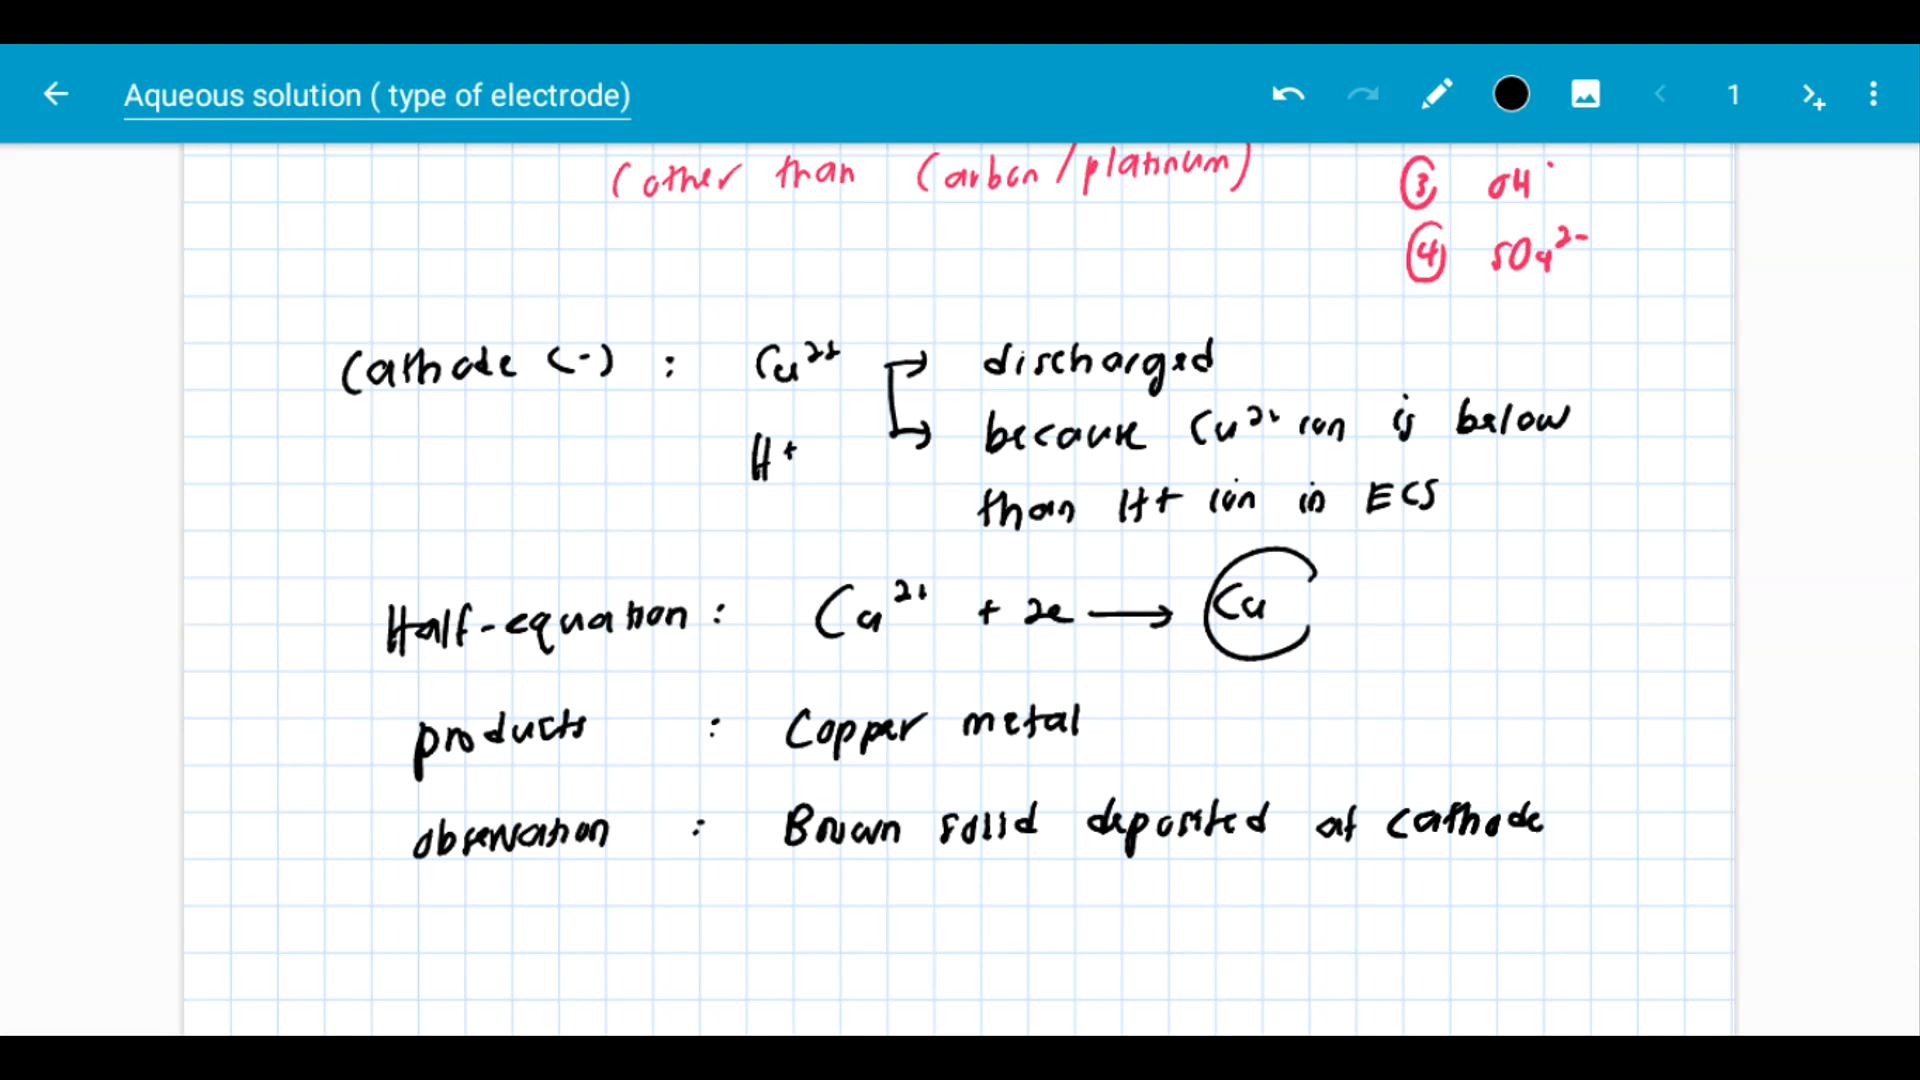 Aqueous solution ( type of electrode)
1
(other than Carbon/platinum)
③ OH⁻
④ SO₄²⁻
Cathode (-) : Cu²⁺ discharged
H⁺ because Cu²⁺ ion is below
than H+ ion in ECS
Half-equation : Cu²⁺ + 2e → Cu
products : Copper metal
observation : Brown solid deposited at cathode